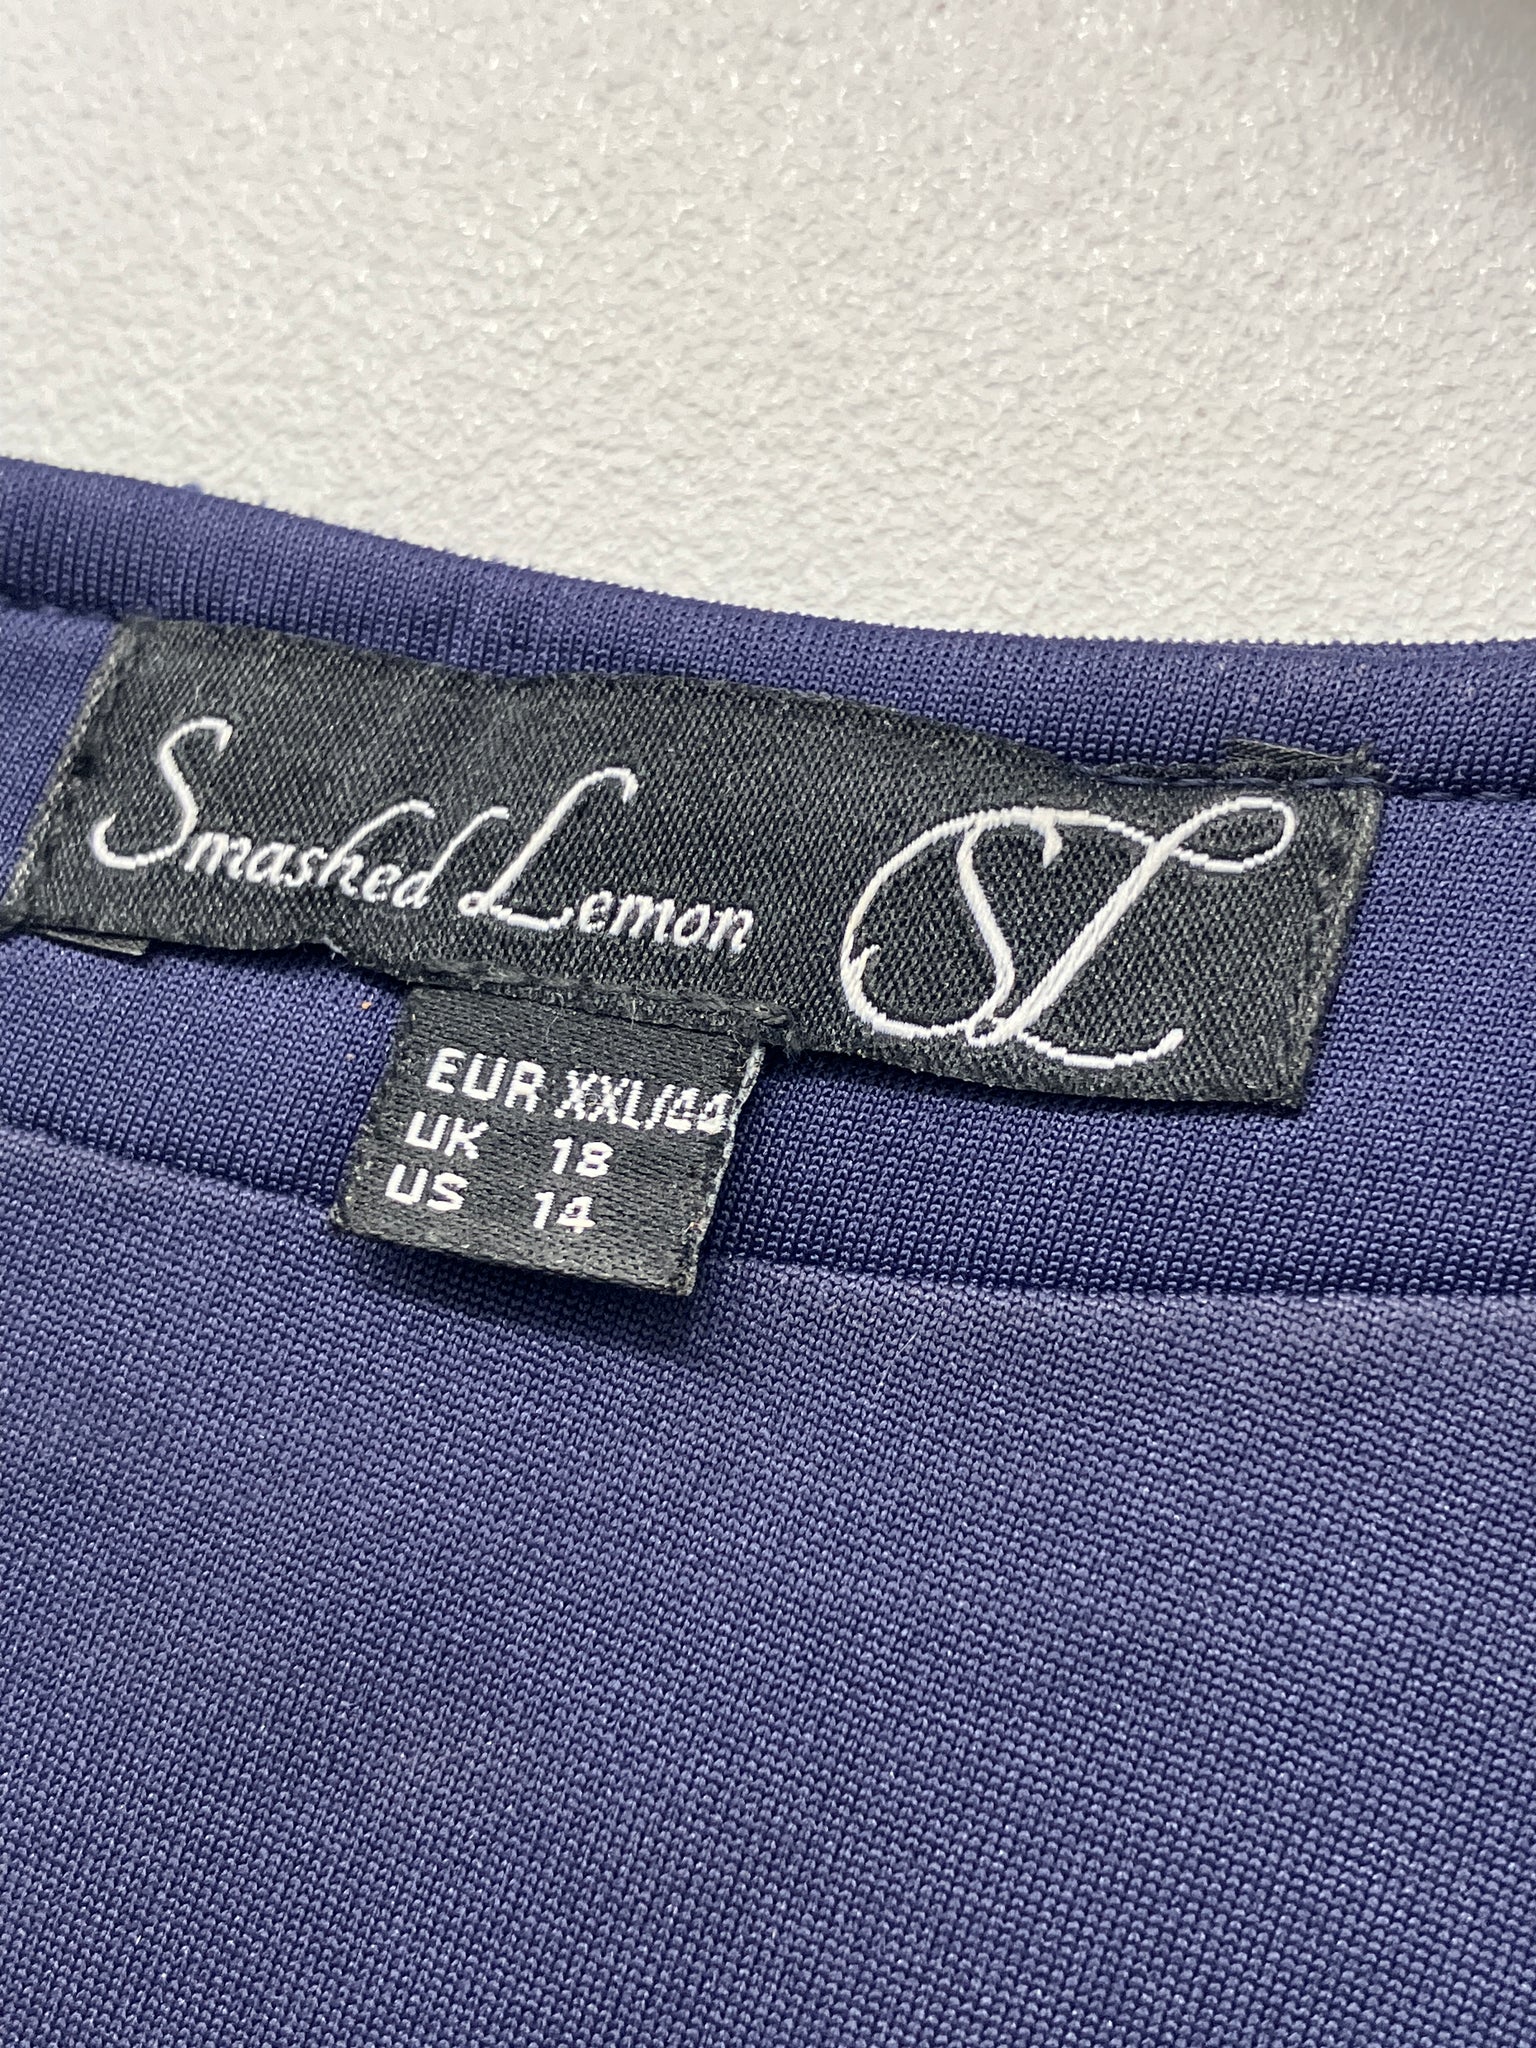 Smashed Lemon SL
EUR XXL/44
UK 18
US 14